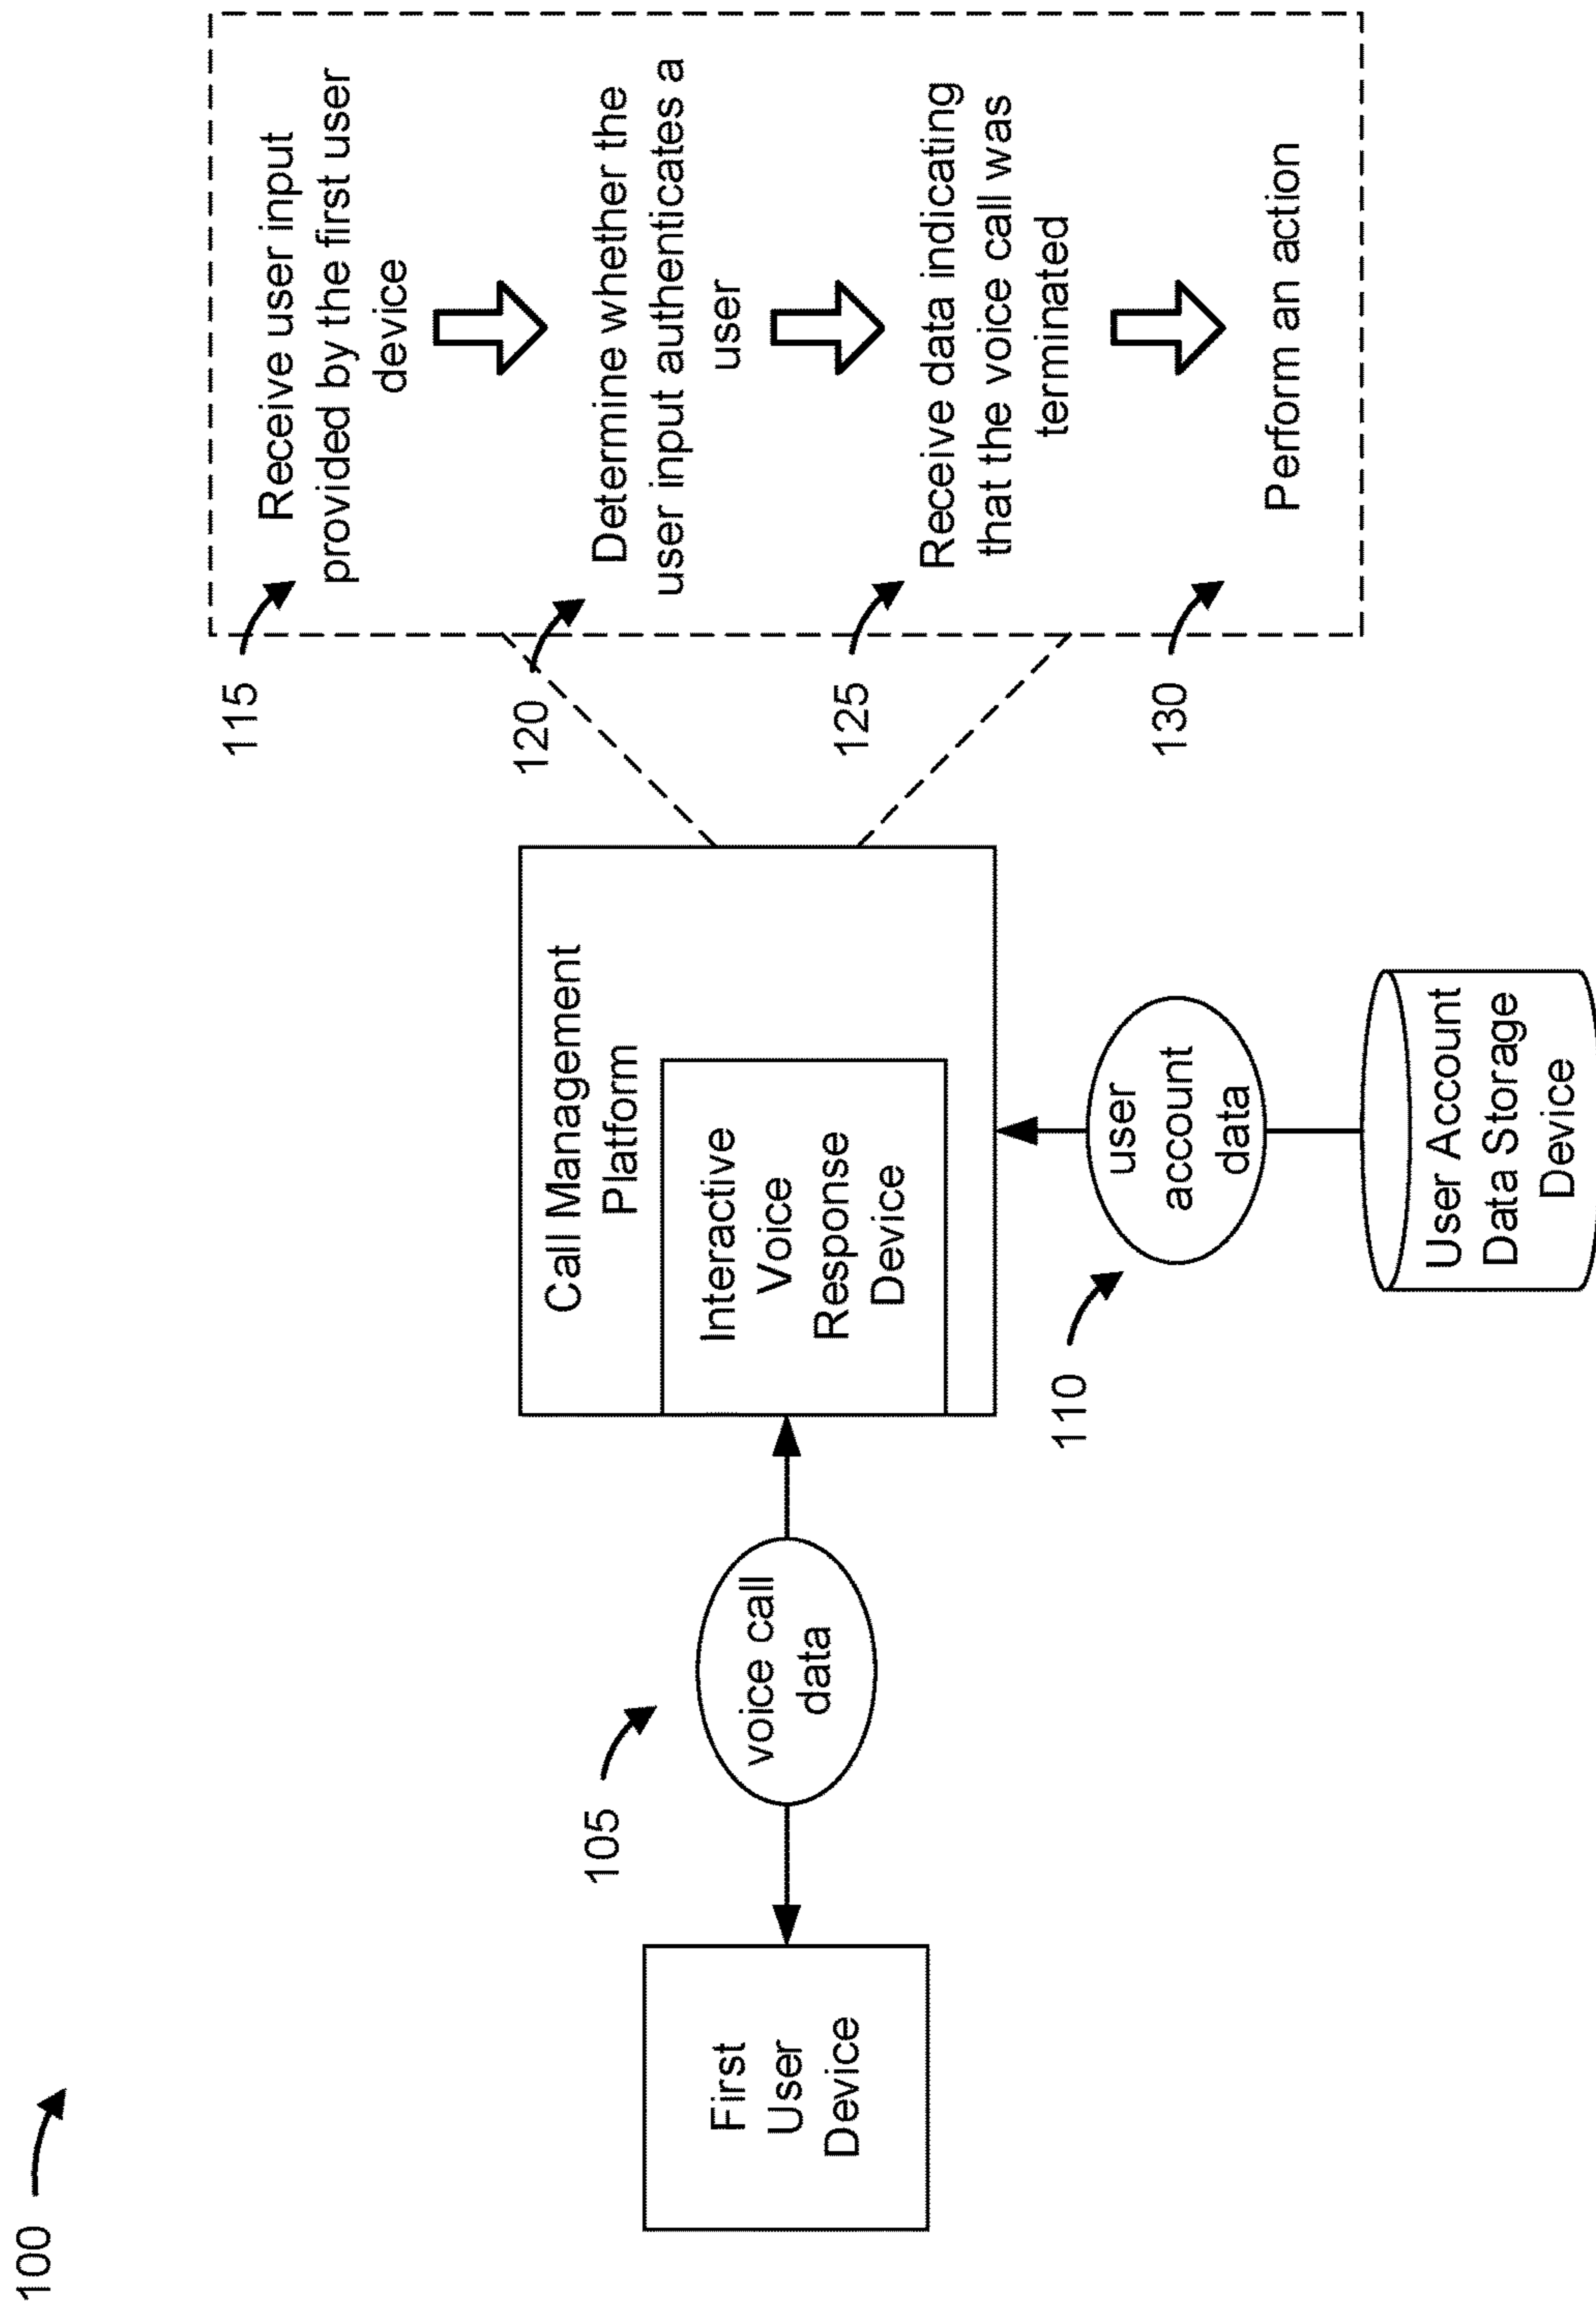 100
First
User
Device
105
voice call
data
Call Management
Platform
Interactive
Voice
Response
Device
110
user
account
data
User Account
Data Storage
Device
115
Receive user input
provided by the first user
device
120
Determine whether the
user input authenticates a
user
125
Receive data indicating
that the voice call was
terminated
130
Perform an action